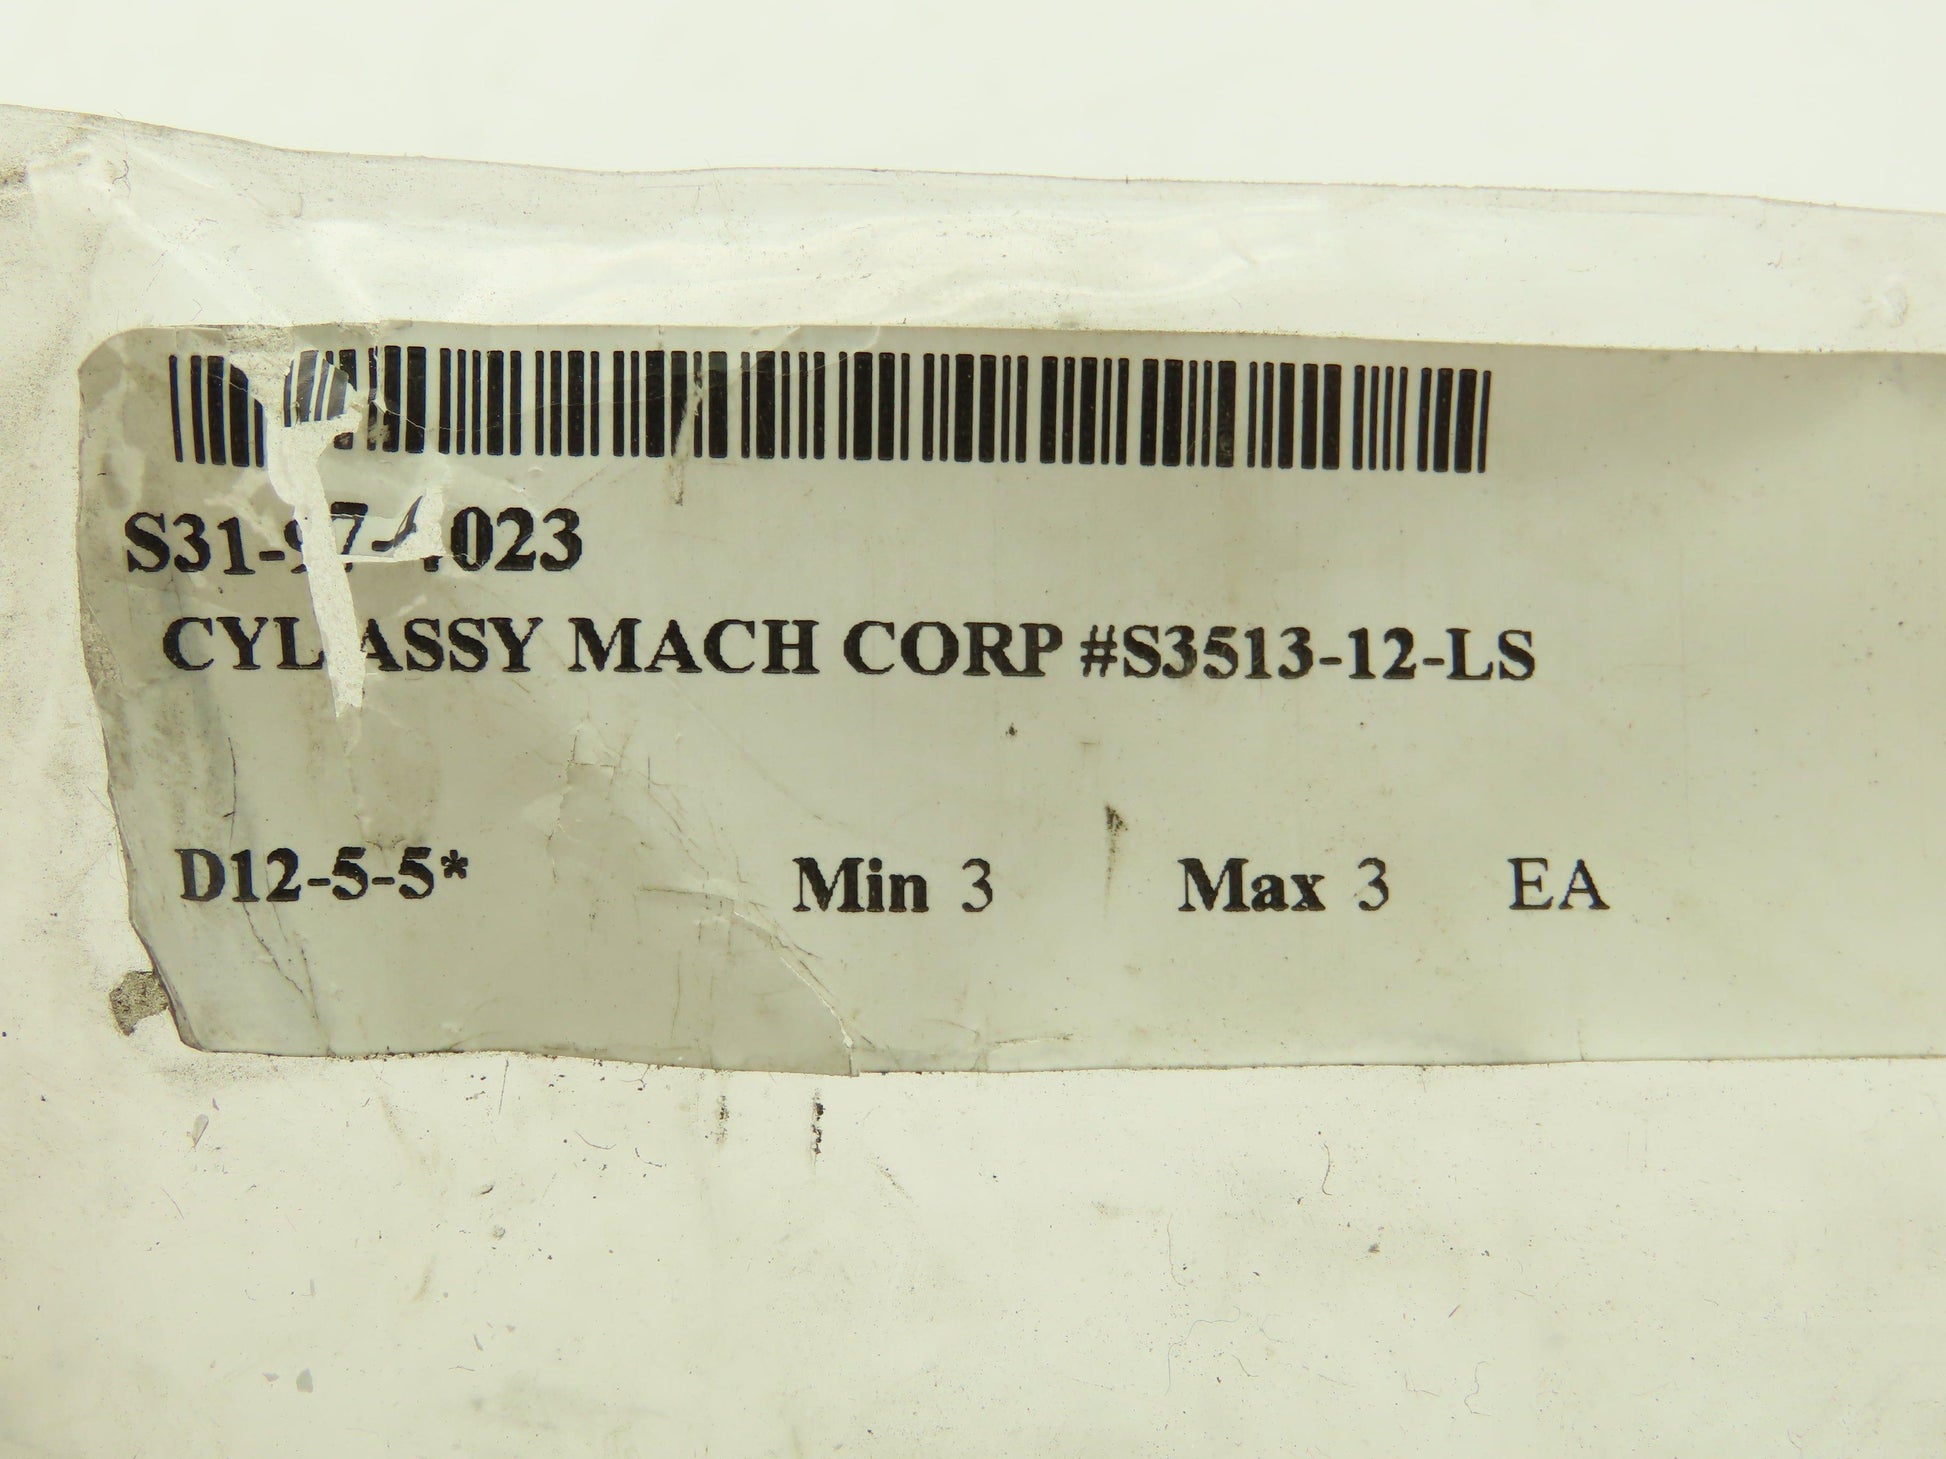 CYL ASSY MACH CORP #S3513-12-LS
D12-5-5* Min 3 Max 3 EA